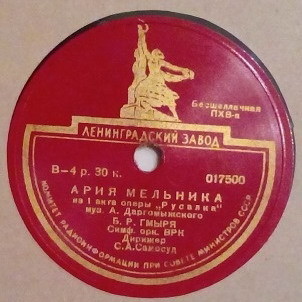 Бесшеллачная
ПХВ-а
ЛЕНИНГРАДСКИЙ ЗАВОД
В-4 р. 30 к.
017500
АРИЯ МЕЛЬНИКА
из 1 акта оперы „Русалка"
муз. А. Даргомыжского
Б. Р. ГМЫРЯ
Симф. орк. ВРК
Дирижер
С. А. Самосуд
КОМИТЕТ РАДИОИНФОРМАЦИИ ПРИ СОВЕТЕ МИНИСТРОВ СССР